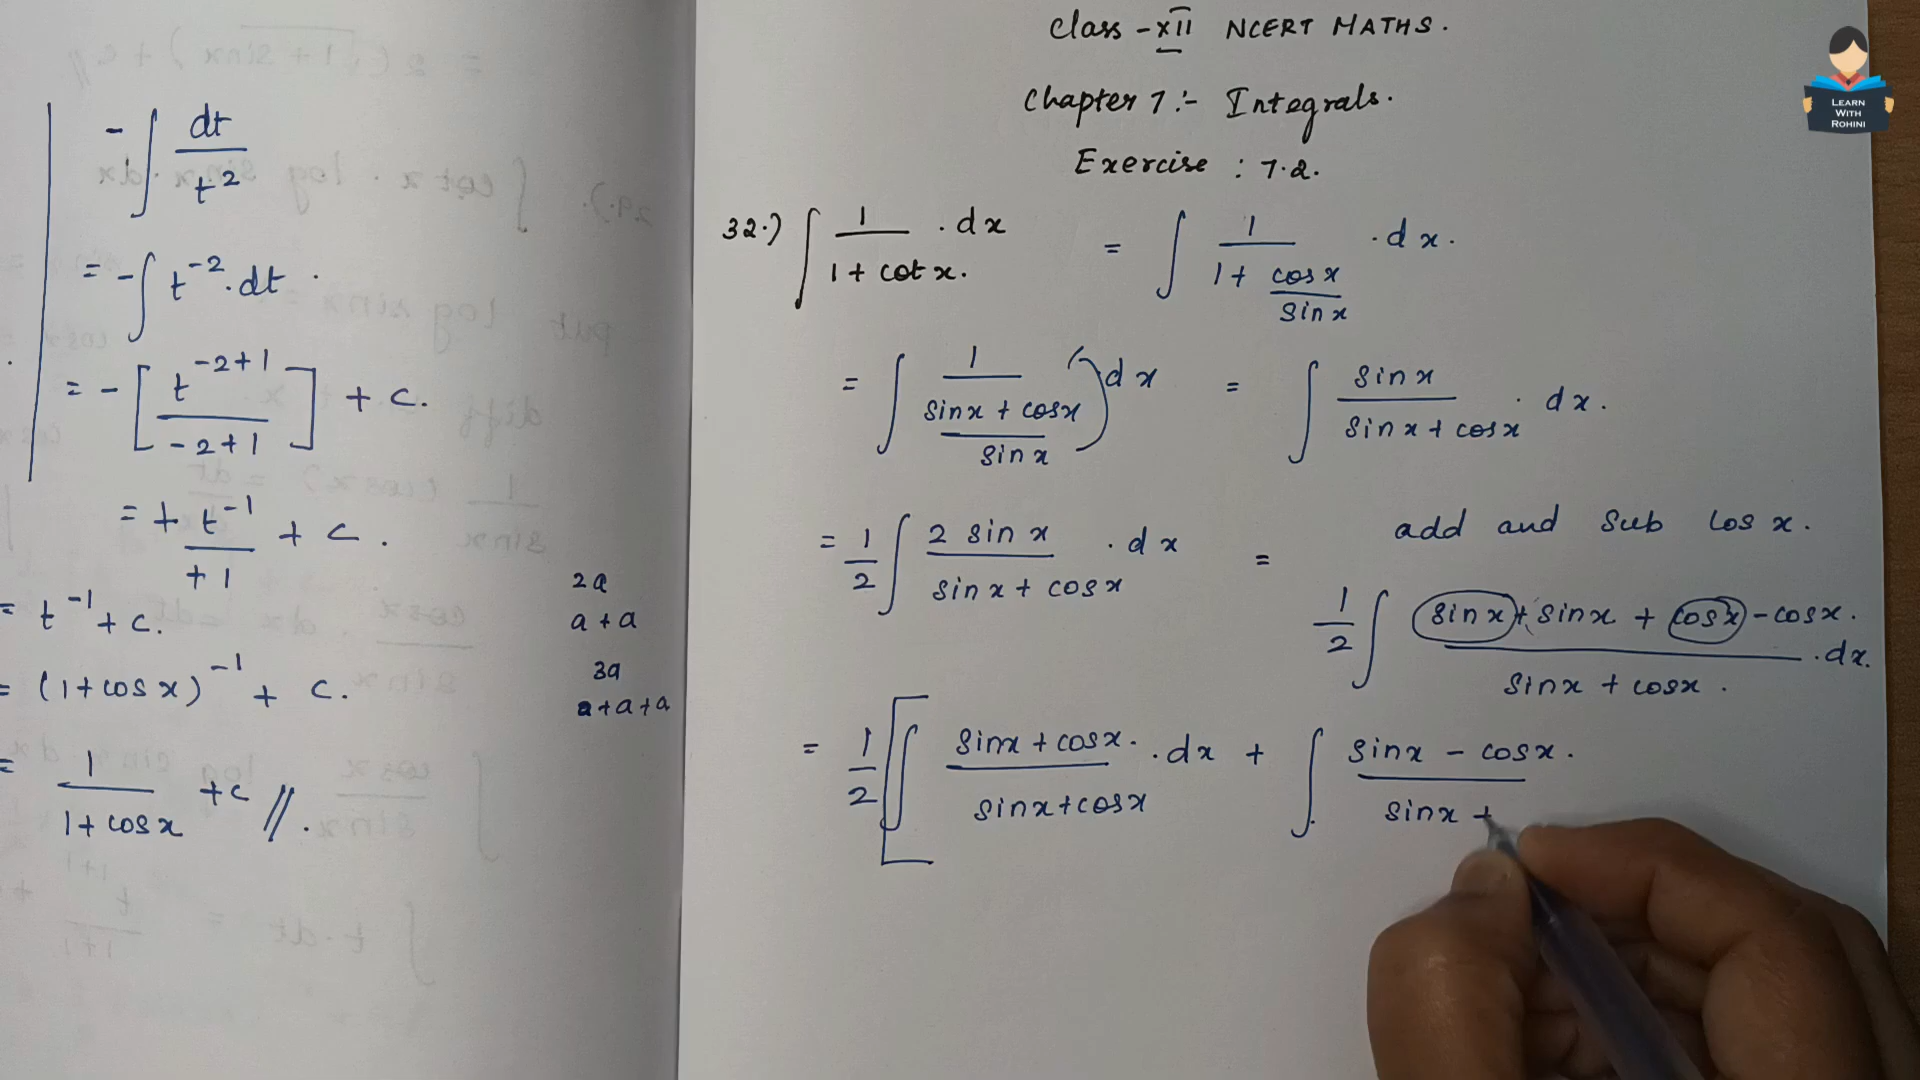 - ∫ dt / t²
= - ∫ t⁻² . dt .
= - [ t⁻²⁺¹ / -2+1 ] + c.
= + t⁻¹ / +1 + c .
= t⁻¹ + c.
= (1+cos x)⁻¹ + c.
= 1 / 1+cos x + c //.
2a
a + a
3a
a + a + a
Class - XII NCERT MATHS.
Chapter 7 :- Integrals.
Exercise : 7.2.
32.) ∫ 1 / 1 + cot x. . dx = ∫ 1 / 1 + cos x / sin x . dx.
= ∫ 1 / sin x + cos x / sin x dx = ∫ sin x / sin x + cos x . dx.
add and sub cos x.
= 1/2 ∫ 2 sin x / sin x + cos x . dx =
1/2 ∫ sin x + sin x + cos x - cos x. / sin x + cos x . . dx.
= 1/2 [ ∫ sin x + cos x. / sin x + cos x . dx + ∫ sin x - cos x. / sin x +
LEARN
WITH
ROHINI